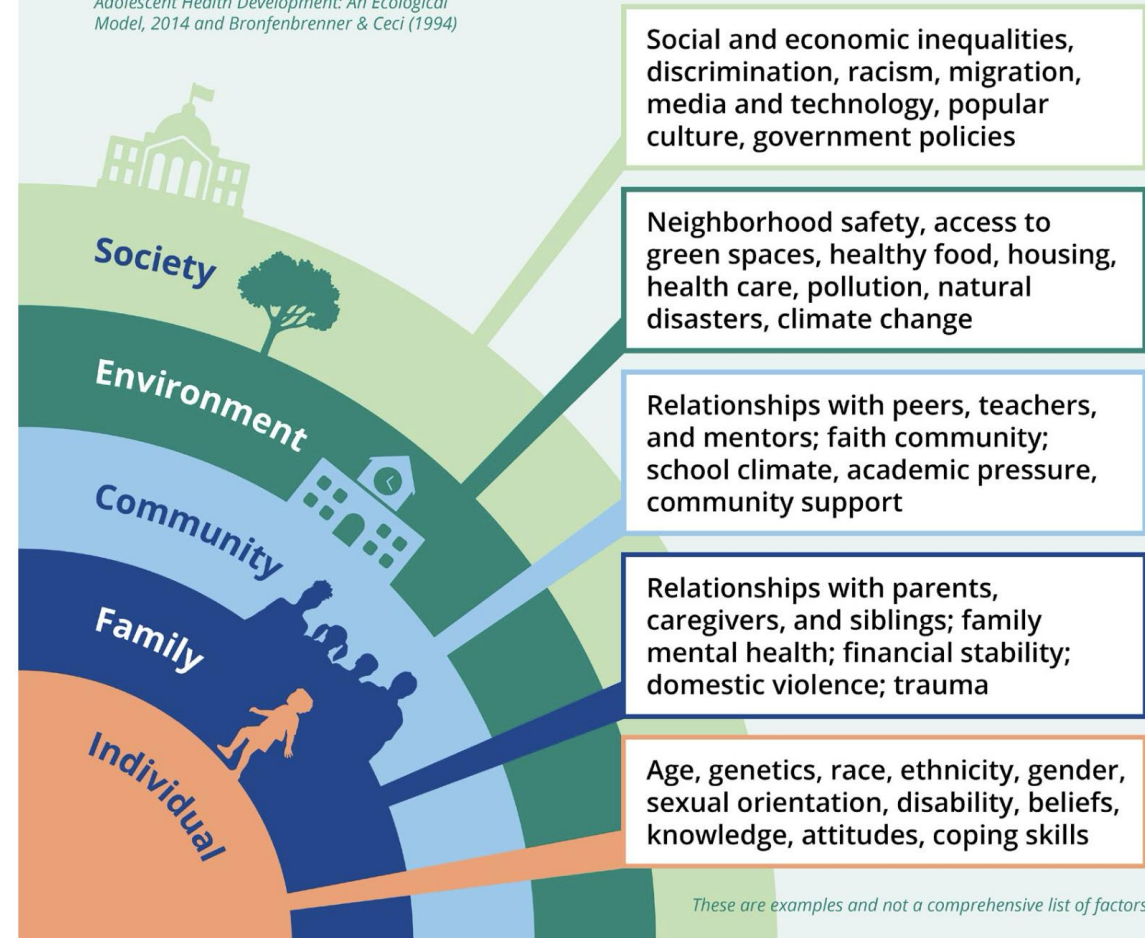 Adolescent Health Development: An Ecological
Model, 2014 and Bronfenbrenner & Ceci (1994)
Social and economic inequalities,
discrimination, racism, migration,
media and technology, popular
culture, government policies
Society
Neighborhood safety, access to
green spaces, healthy food, housing,
health care, pollution, natural
disasters, climate change
Environment
Relationships with peers, teachers,
and mentors; faith community;
school climate, academic pressure,
community support
Community
Relationships with parents,
caregivers, and siblings; family
mental health; financial stability;
domestic violence; trauma
Family
Age, genetics, race, ethnicity, gender,
sexual orientation, disability, beliefs,
knowledge, attitudes, coping skills
Individual
These are examples and not a comprehensive list of factors